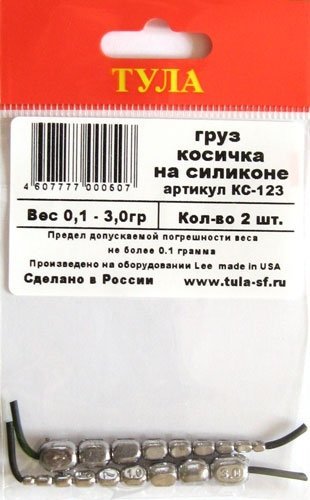 ТУЛА
груз
косичка
на силиконе
артикул КС-123
4 607777 000507
Вес 0,1 - 3,0гр
Кол-во 2 шт.
Предел допускаемой погрешности веса
не более 0.1 грамма
Произведено на оборудовании Lee made in USA
Сделано в России
www.tula-sf.ru